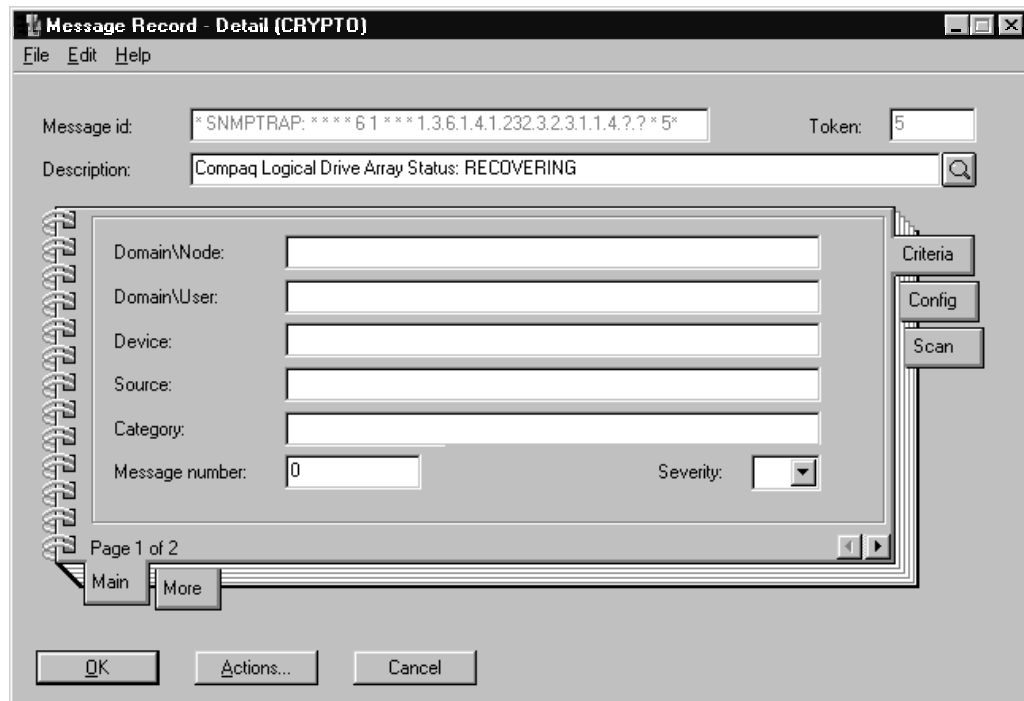 Message Record - Detail (CRYPTO)
File Edit Help
Message id: * SNMPTRAP: * * * * 6 1 * * * 1.3.6.1.4.1.232.3.2.3.1.1.4.?.? * 5* Token: 5
Description: Compaq Logical Drive Array Status: RECOVERING
Domain\Node:
Criteria
Domain\User:
Config
Device:
Scan
Source:
Category:
Message number: 0 Severity:
Page 1 of 2
Main More
OK Actions... Cancel